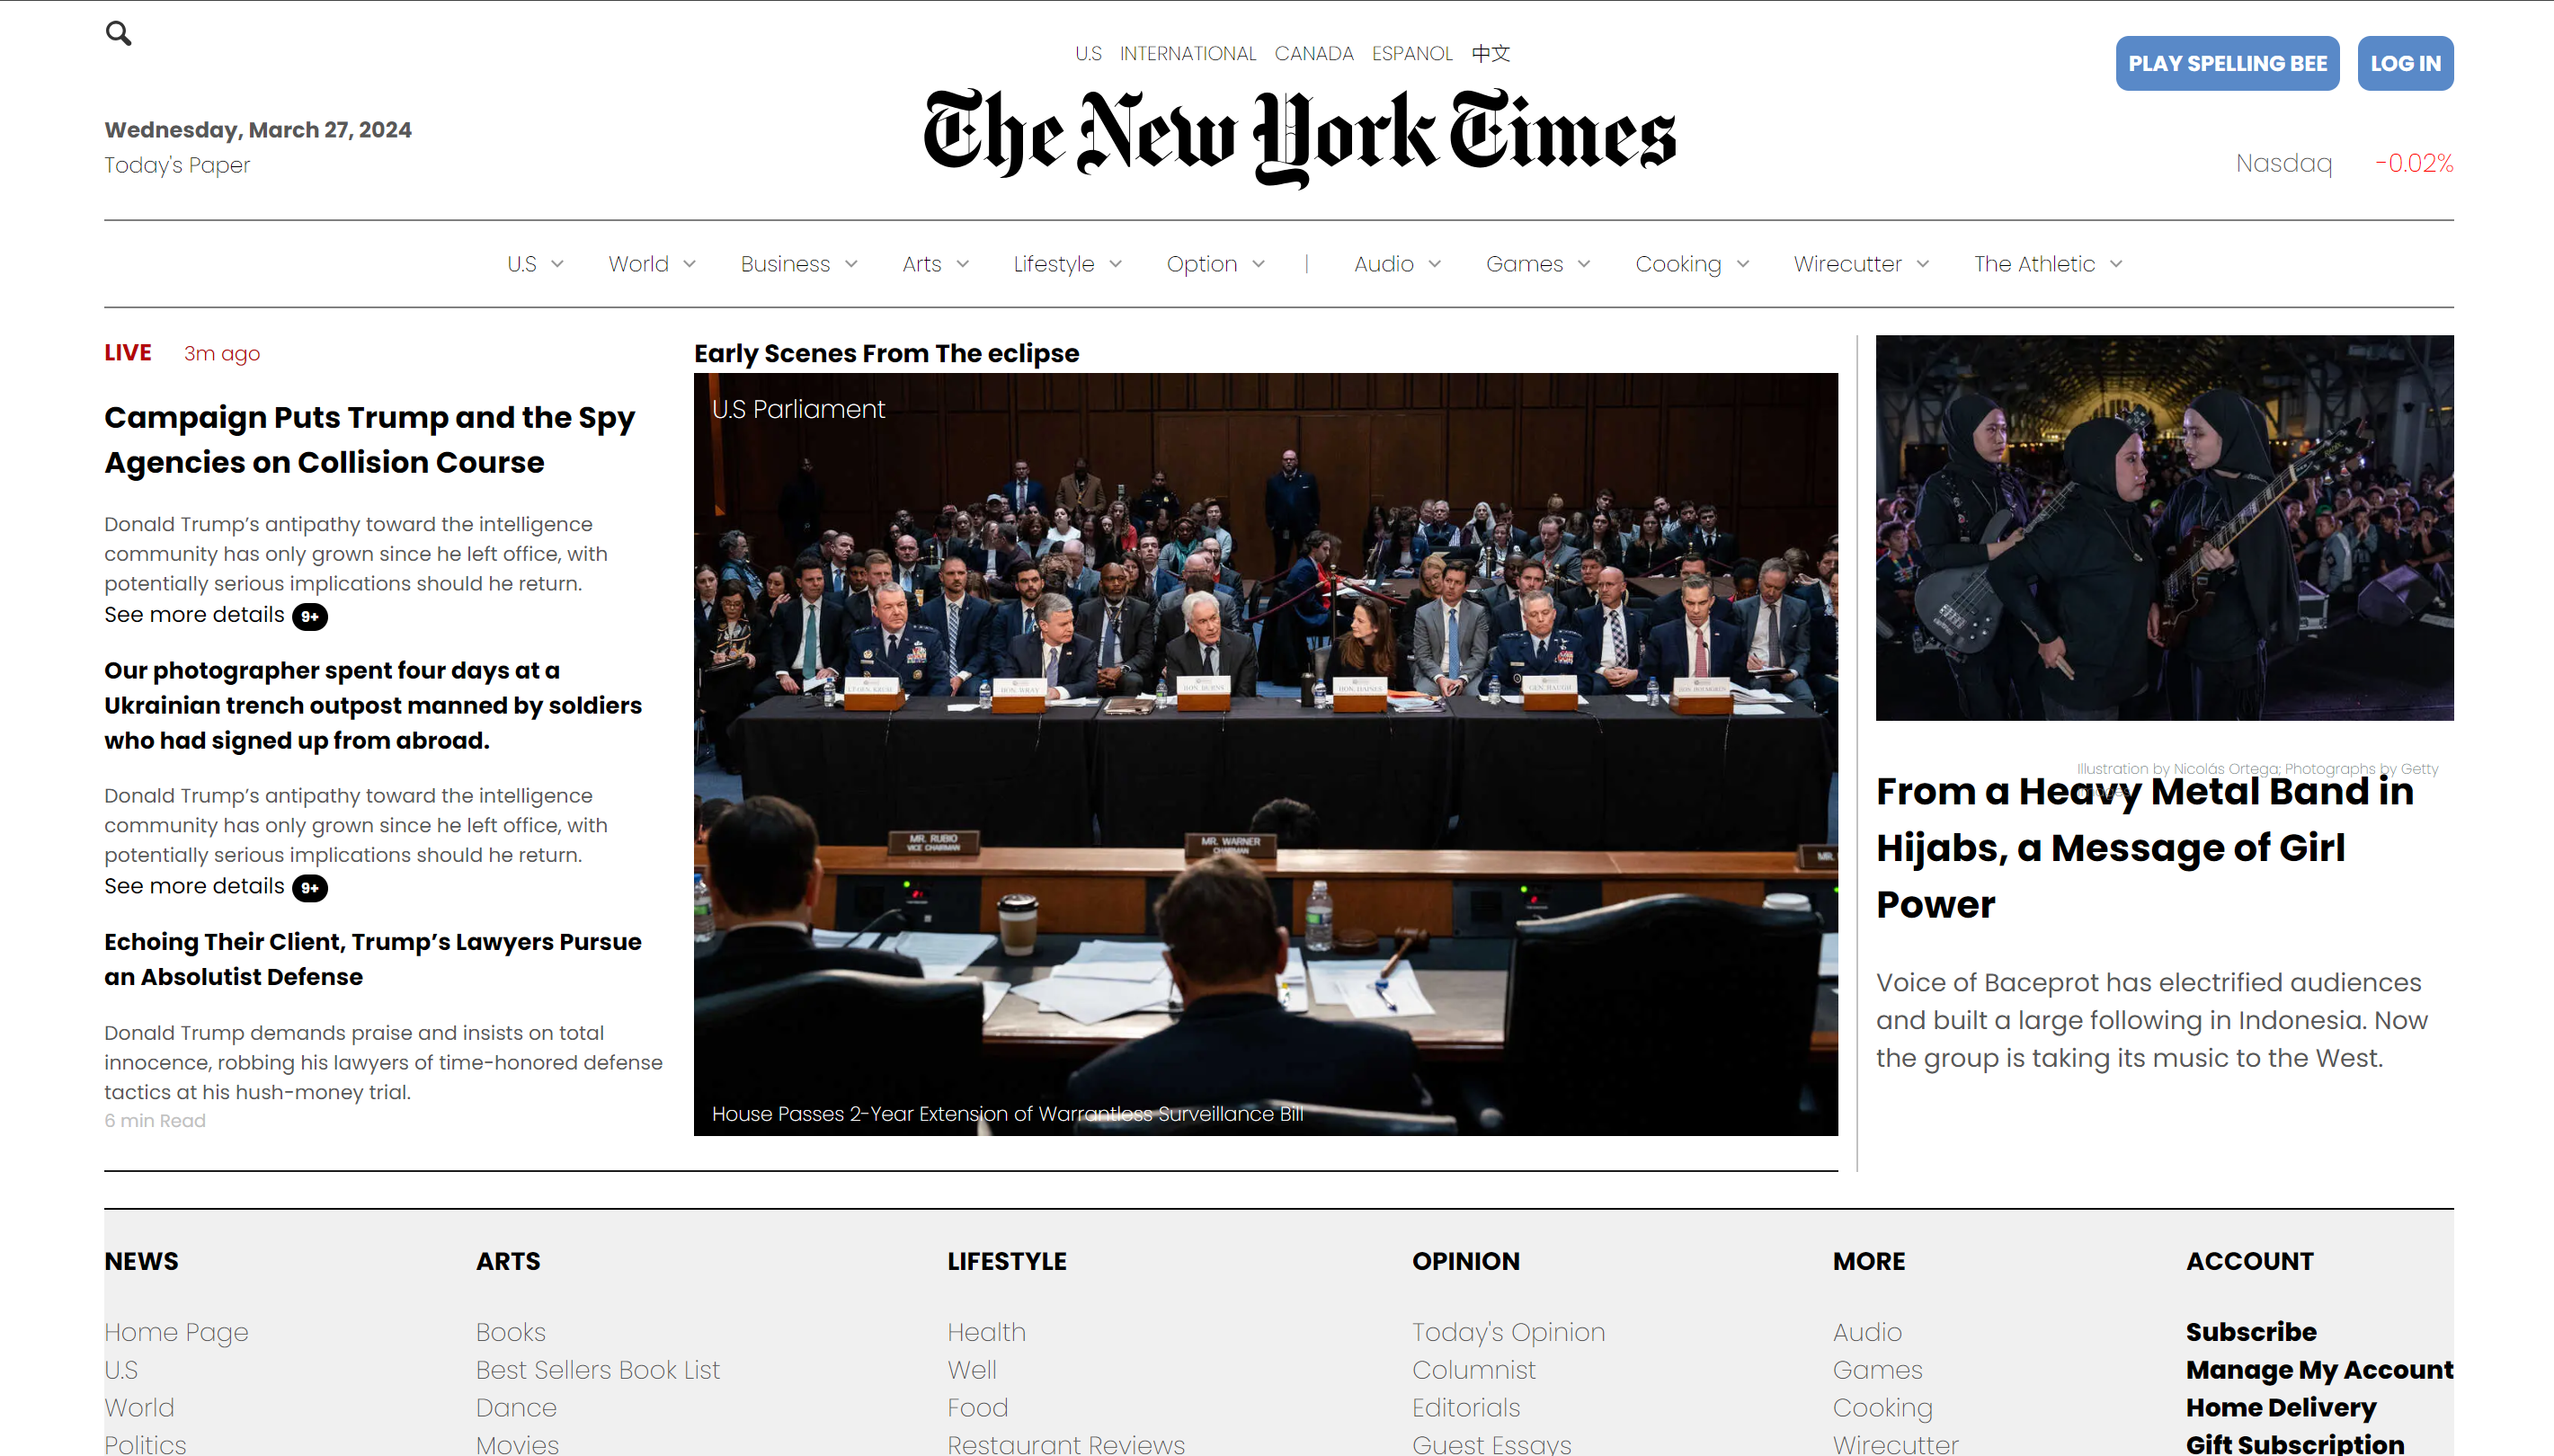 U.S INTERNATIONAL CANADA ESPANOL 中文
PLAY SPELLING BEE
LOG IN
The New York Times
Wednesday, March 27, 2024
Today's Paper
Nasdaq -0.02%
U.S World Business Arts Lifestyle Option | Audio Games Cooking Wirecutter The Athletic
LIVE 3m ago
Campaign Puts Trump and the Spy
Agencies on Collision Course
Donald Trump’s antipathy toward the intelligence
community has only grown since he left office, with
potentially serious implications should he return.
See more details 9+
Our photographer spent four days at a
Ukrainian trench outpost manned by soldiers
who had signed up from abroad.
Donald Trump’s antipathy toward the intelligence
community has only grown since he left office, with
potentially serious implications should he return.
See more details 9+
Echoing Their Client, Trump’s Lawyers Pursue
an Absolutist Defense
Donald Trump demands praise and insists on total
innocence, robbing his lawyers of time-honored defense
tactics at his hush-money trial.
6 min Read
Early Scenes From The eclipse
U.S Parliament
HON. WRAY
HON. BURNS
HON. HAINES
GEN. HAUGH
MR. RUBIO
VICE CHAIRMAN
MR. WARNER
CHAIRMAN
MR.
House Passes 2-Year Extension of Warrantless Surveillance Bill
Illustration by Nicolás Ortega; Photographs by Getty
From a Heavy Metal Band in
Hijabs, a Message of Girl
Power
Voice of Baceprot has electrified audiences
and built a large following in Indonesia. Now
the group is taking its music to the West.
NEWS
Home Page
U.S
World
Politics
ARTS
Books
Best Sellers Book List
Dance
Movies
LIFESTYLE
Health
Well
Food
Restaurant Reviews
OPINION
Today's Opinion
Columnist
Editorials
Guest Essays
MORE
Audio
Games
Cooking
Wirecutter
ACCOUNT
Subscribe
Manage My Account
Home Delivery
Gift Subscription